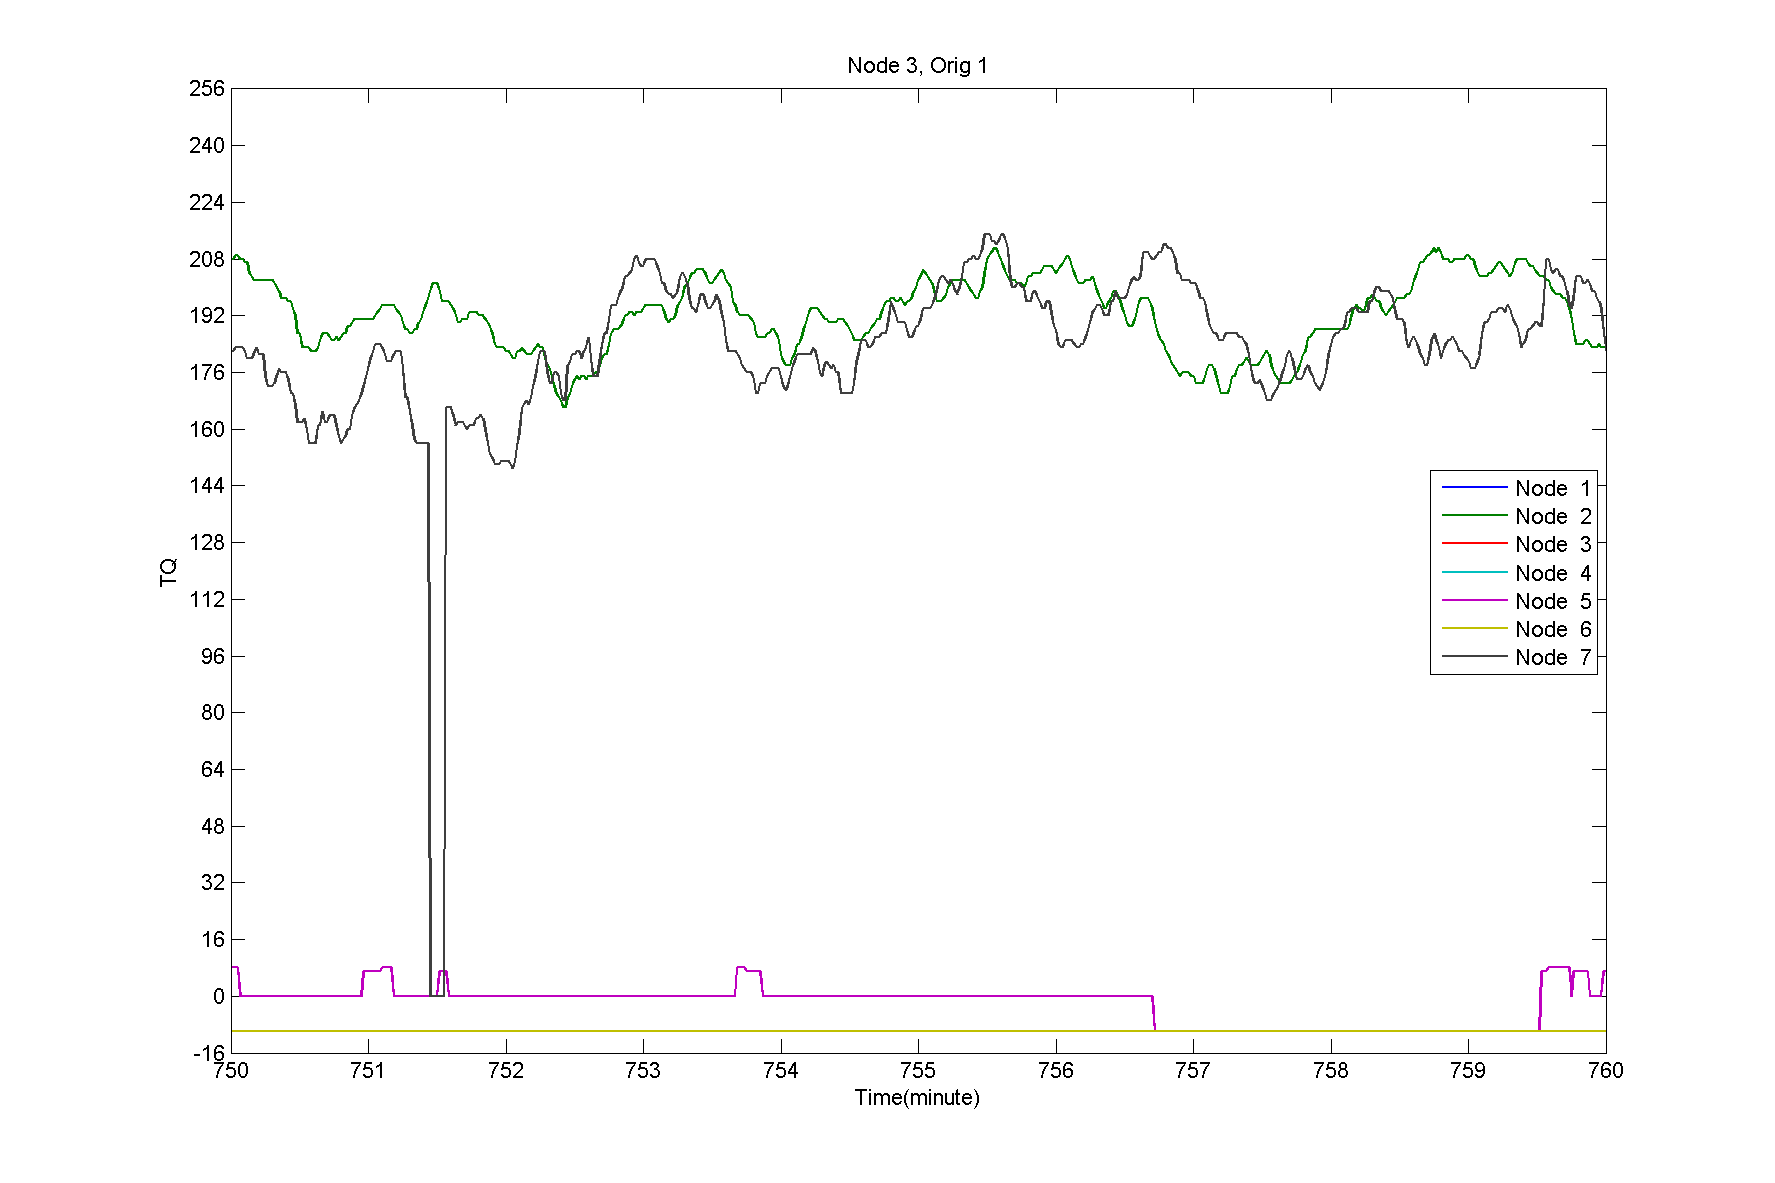 Node 3, Orig 1
256
240
224
208
192
176
160
144
128
112
96
80
64
48
32
16
0
-16
TQ
Node 1
Node 2
Node 3
Node 4
Node 5
Node 6
Node 7
750 751 752 753 754 755 756 757 758 759 760
Time(minute)